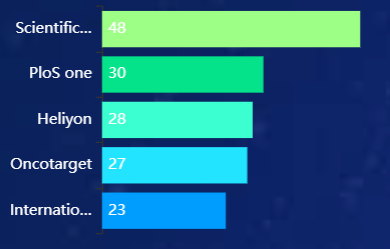 Scientific... 48
PloS one 30
Heliyon 28
Oncotarget 27
Internatio... 23